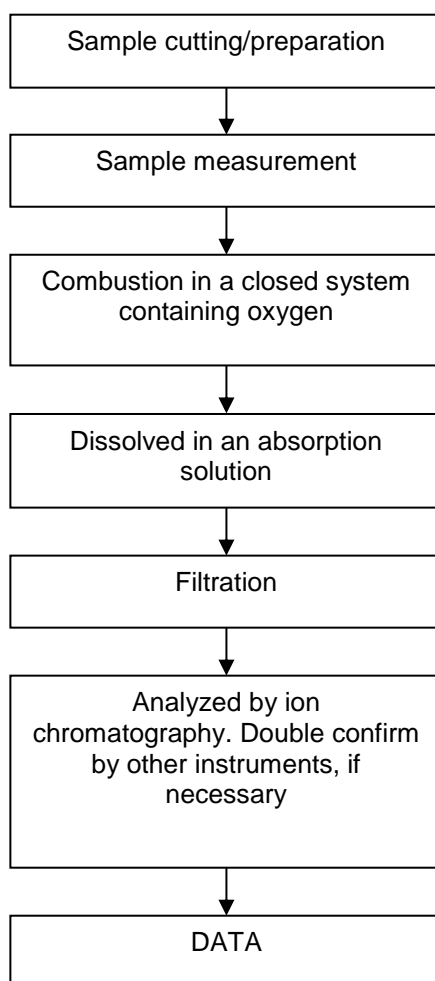 Sample cutting/preparation
Sample measurement
Combustion in a closed system
containing oxygen
Dissolved in an absorption
solution
Filtration
Analyzed by ion
chromatography. Double confirm
by other instruments, if
necessary
DATA